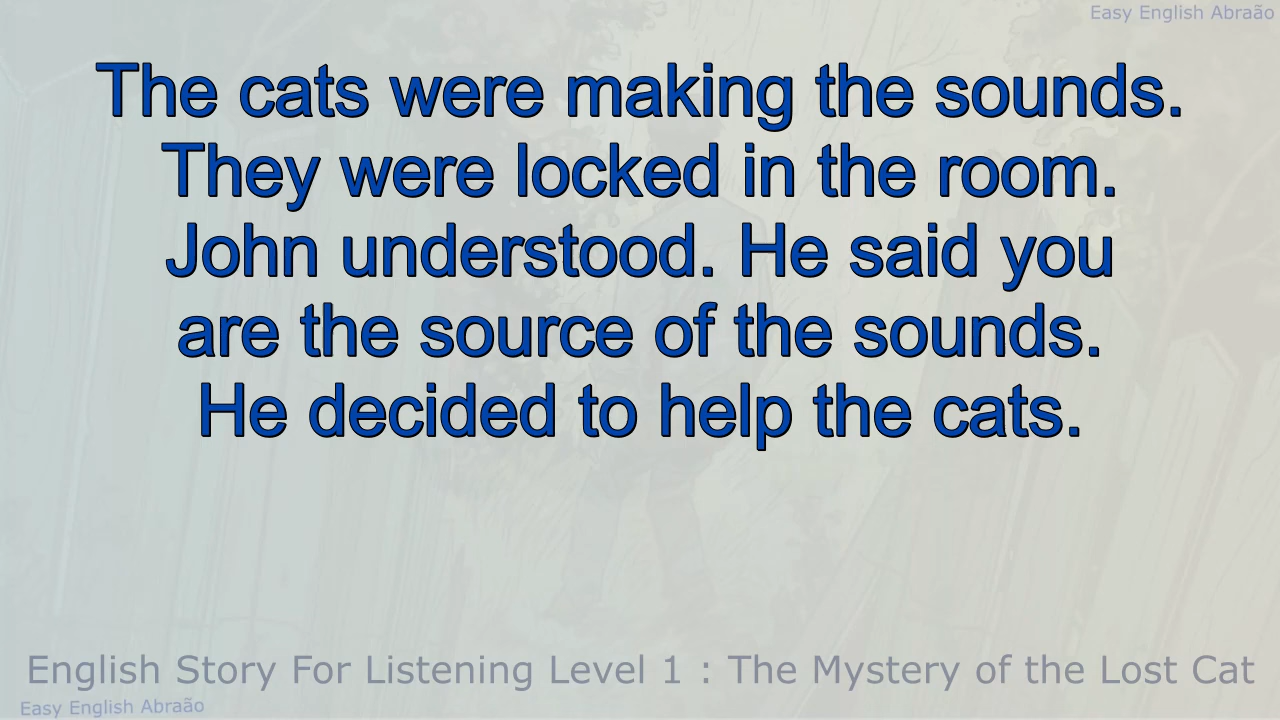 Easy English Abraão
The cats were making the sounds.
They were locked in the room.
John understood. He said you
are the source of the sounds.
He decided to help the cats.
English Story For Listening Level 1 : The Mystery of the Lost Cat
Easy English Abraão